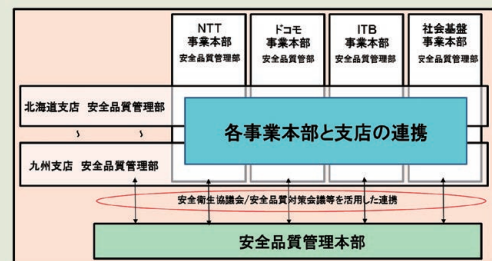 NTT
事業本部
安全品質管理部
ドコモ
事業本部
安全品質管部
ITB
事業本部
安全品質管理部
社会基盤
事業本部
安全品質管理部
北海道支店 安全品質管理部
~ ~
九州支店 安全品質管理部
各事業本部と支店の連携
安全衛生協議会/安全品質対策会議等を活用した連携
安全品質管理本部